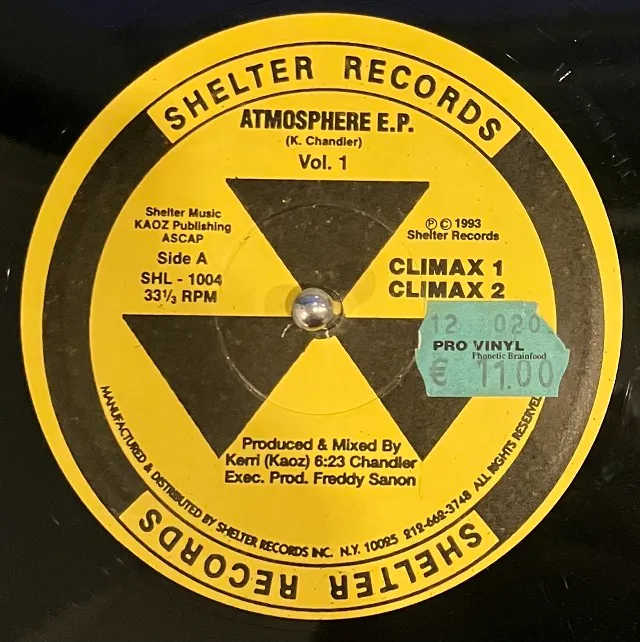 SHELTER RECORDS
ATMOSPHERE E.P.
(K. Chandler)
Vol. 1
Shelter Music
KAOZ Publishing
ASCAP
Side A
SHL - 1004
33⅓ RPM
Ⓟ © 1993
Shelter Records
CLIMAX 1
CLIMAX 2
PRO VINYL
Phonetic Brainfood
€ 11.00
Produced & Mixed By
Kerri (Kaoz) 6:23 Chandler
Exec. Prod. Freddy Sanon
MANUFACTURED & DISTRIBUTED BY SHELTER RECORDS INC. N.Y. 10025 212-662-3748 ALL RIGHTS
SHELTER RECORDS